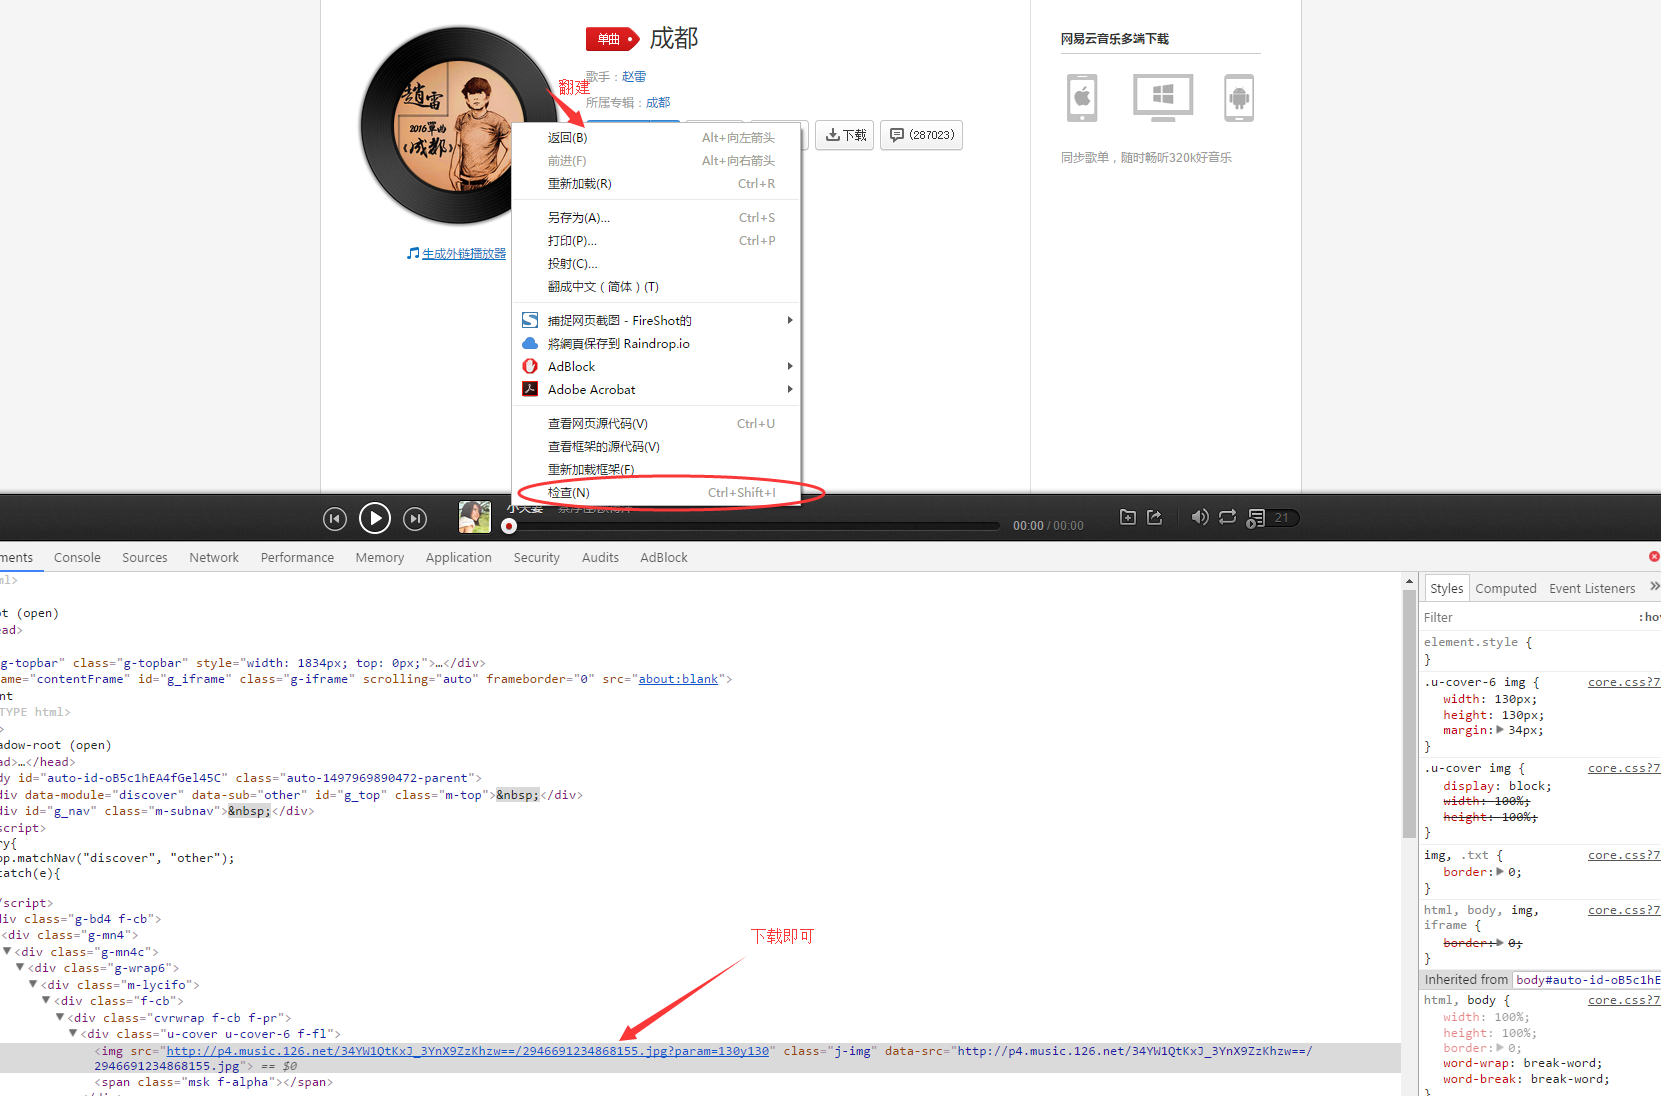 单曲
成都
歌手：赵雷
翻建
所属专辑：成都
下载
(287023)
趙雷
2016單曲
《成都》
生成外链播放器
网易云音乐多端下载
同步歌单，随时畅听320k好音乐
返回(B) Alt+向左箭头
前进(F) Alt+向右箭头
重新加载(R) Ctrl+R
另存为(A)... Ctrl+S
打印(P)... Ctrl+P
投射(C)...
翻成中文（简体）(T)
捕捉网页截图 - FireShot的
將網頁保存到 Raindrop.io
AdBlock
Adobe Acrobat
查看网页源代码(V) Ctrl+U
查看框架的源代码(V)
重新加载框架(F)
检查(N) Ctrl+Shift+I
00:00 / 00:00
21
ments Console Sources Network Performance Memory Application Security Audits AdBlock
ml>
ot (open)
ead>
g-topbar" class="g-topbar" style="width: 1834px; top: 0px;">…</div>
ame="contentFrame" id="g_iframe" class="g-iframe" scrolling="auto" frameborder="0" src="about:blank">
nt
TYPE html>
>
adow-root (open)
ad>…</head>
dy id="auto-id-oB5c1hEA4fGel45C" class="auto-1497969890472-parent">
div data-module="discover" data-sub="other" id="g_top" class="m-top">&nbsp;</div>
div id="g_nav" class="m-subnav">&nbsp;</div>
script>
ry{
op.matchNav("discover", "other");
catch(e){
/script>
div class="g-bd4 f-cb">
<div class="g-mn4">
<div class="g-mn4c">
<div class="g-wrap6">
<div class="m-lycifo">
<div class="f-cb">
<div class="cvrwrap f-cb f-pr">
<div class="u-cover u-cover-6 f-fl">
<img src="http://p4.music.126.net/34YW1QtKxJ_3YnX9ZzKhzw==/2946691234868155.jpg?param=130y130" class="j-img" data-src="http://p4.music.126.net/34YW1QtKxJ_3YnX9ZzKhzw==/
2946691234868155.jpg"> == $0
<span class="msk f-alpha"></span>
下载即可
Styles Computed Event Listeners »
Filter :hov
element.style {
}
.u-cover-6 img { core.css?7
width: 130px;
height: 130px;
margin: 34px;
}
.u-cover img { core.css?7
display: block;
width: 100%;
height: 100%;
}
img, .txt { core.css?7
border: 0;
}
html, body, img, core.css?7
iframe {
border: 0;
}
Inherited from body#auto-id-oB5c1hE
html, body { core.css?7
width: 100%;
height: 100%;
border: 0;
word-wrap: break-word;
word-break: break-word;
}